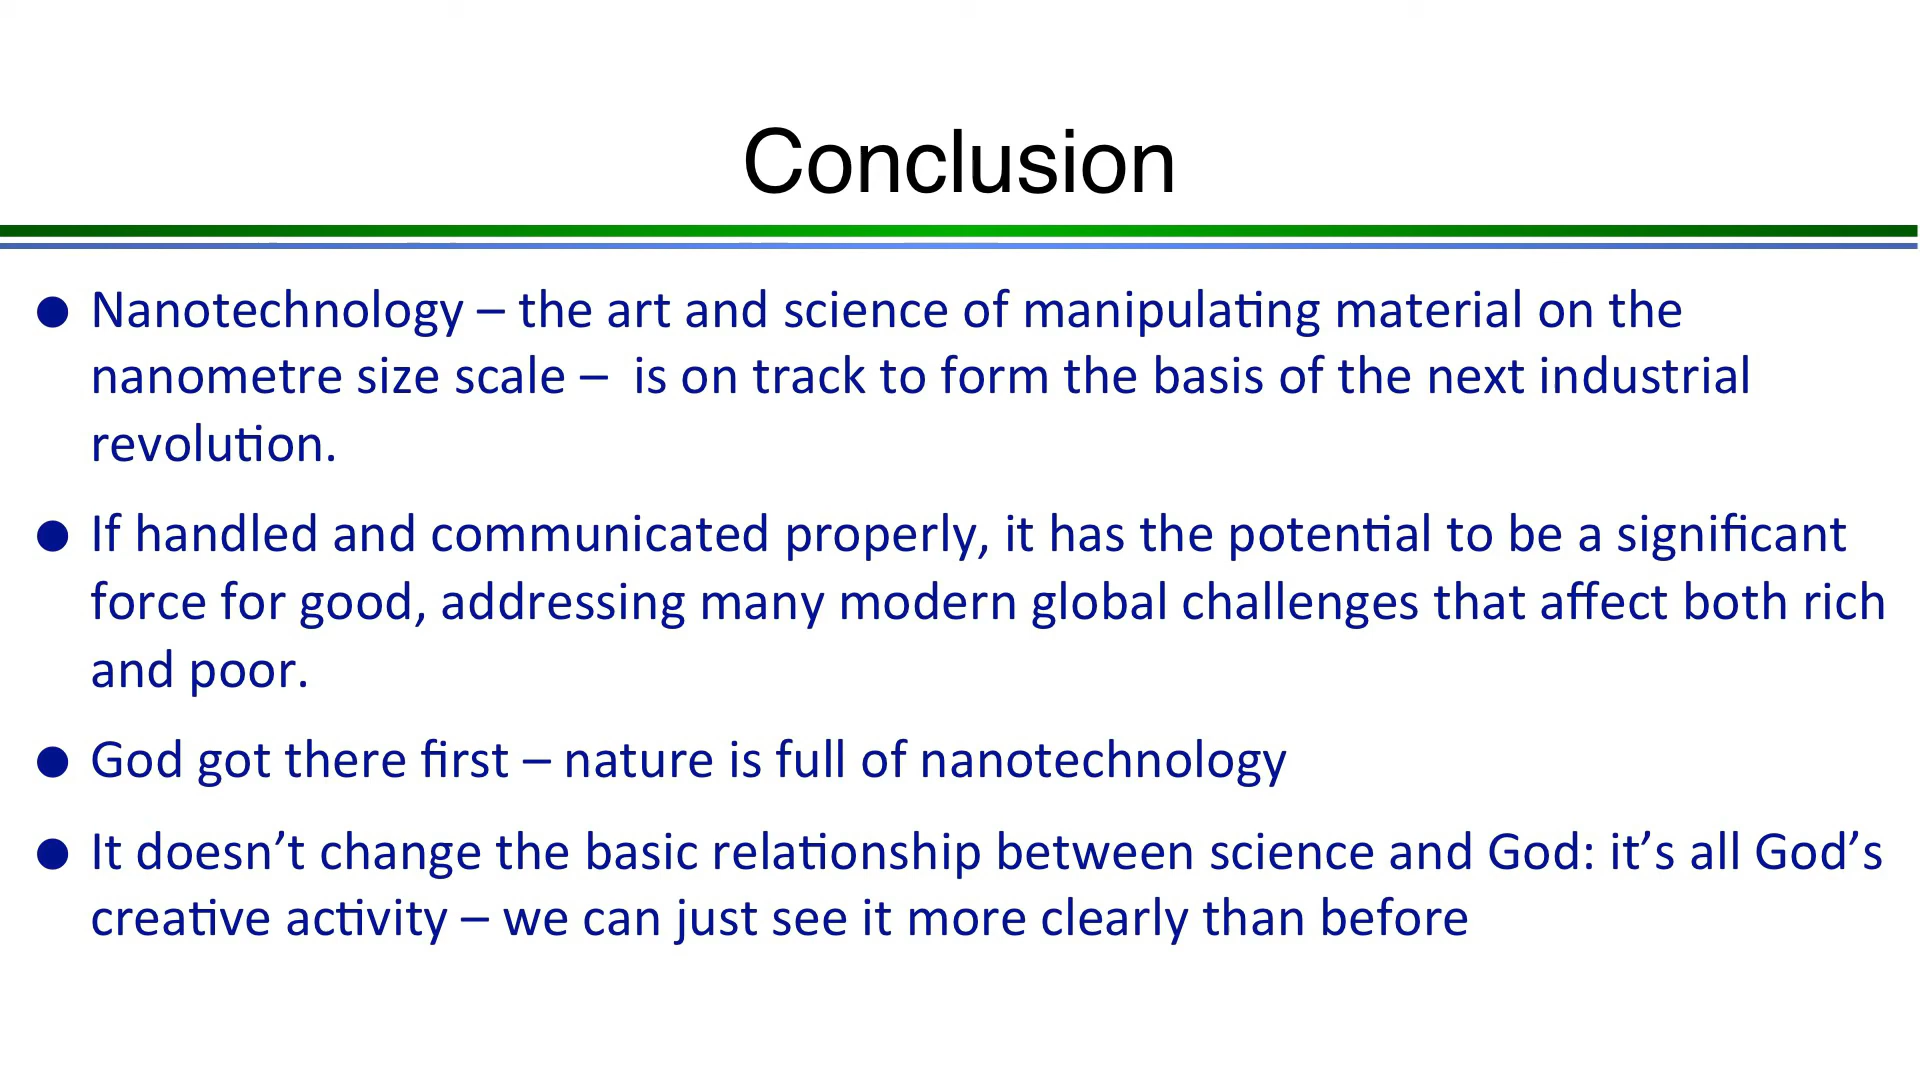 Conclusion
● Nanotechnology – the art and science of manipulating material on the
nanometre size scale –  is on track to form the basis of the next industrial
revolution.
● If handled and communicated properly, it has the potential to be a significant
force for good, addressing many modern global challenges that affect both rich
and poor.
● God got there first – nature is full of nanotechnology
● It doesn’t change the basic relationship between science and God: it’s all God’s
creative activity – we can just see it more clearly than before